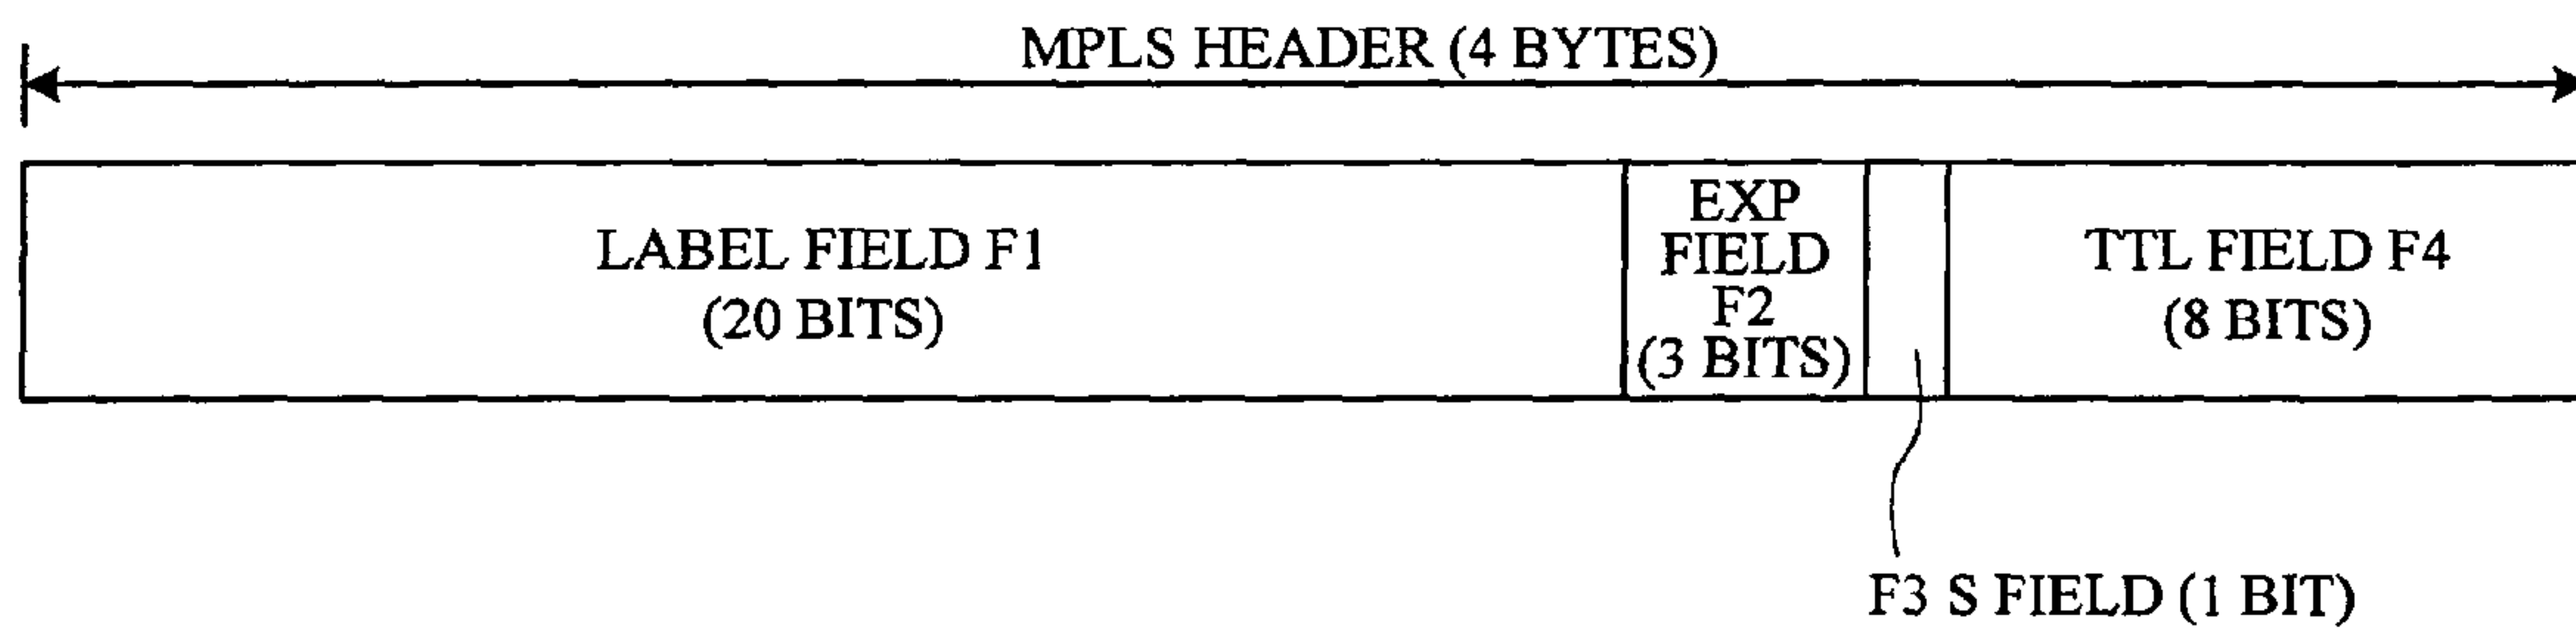 MPLS HEADER (4 BYTES)
LABEL FIELD F1
(20 BITS)
EXP
FIELD
F2
(3 BITS)
TTL FIELD F4
(8 BITS)
F3 S FIELD (1 BIT)